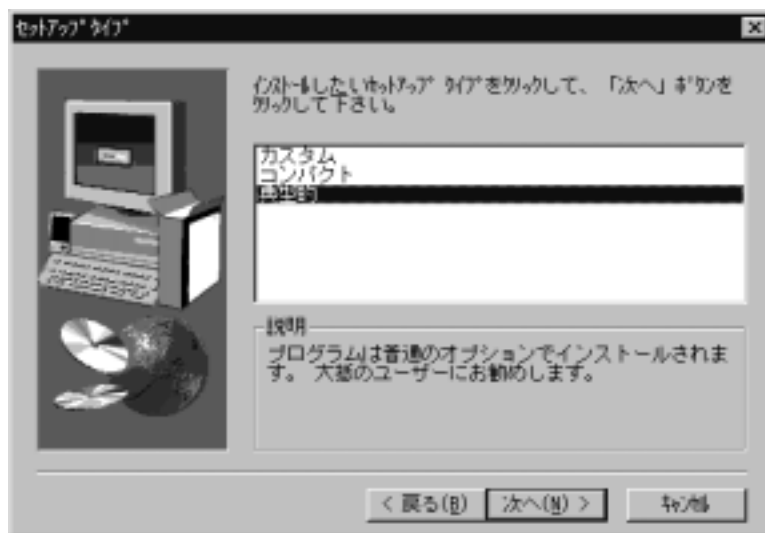 ｾｯﾄｱｯﾌﾟ ﾀｲﾌﾟ
ｲﾝｽﾄｰﾙしたいｾｯﾄｱｯﾌﾟ ﾀｲﾌﾟをｸﾘｯｸして、「次へ」ﾎﾞﾀﾝを
ｸﾘｯｸして下さい。
カスタム
コンパクト
典型的
説明
プログラムは普通のオプションでインストールされま
す。 大抵のユーザーにお勧めします。
< 戻る(B)
次へ(N) >
ｷｬﾝｾﾙ